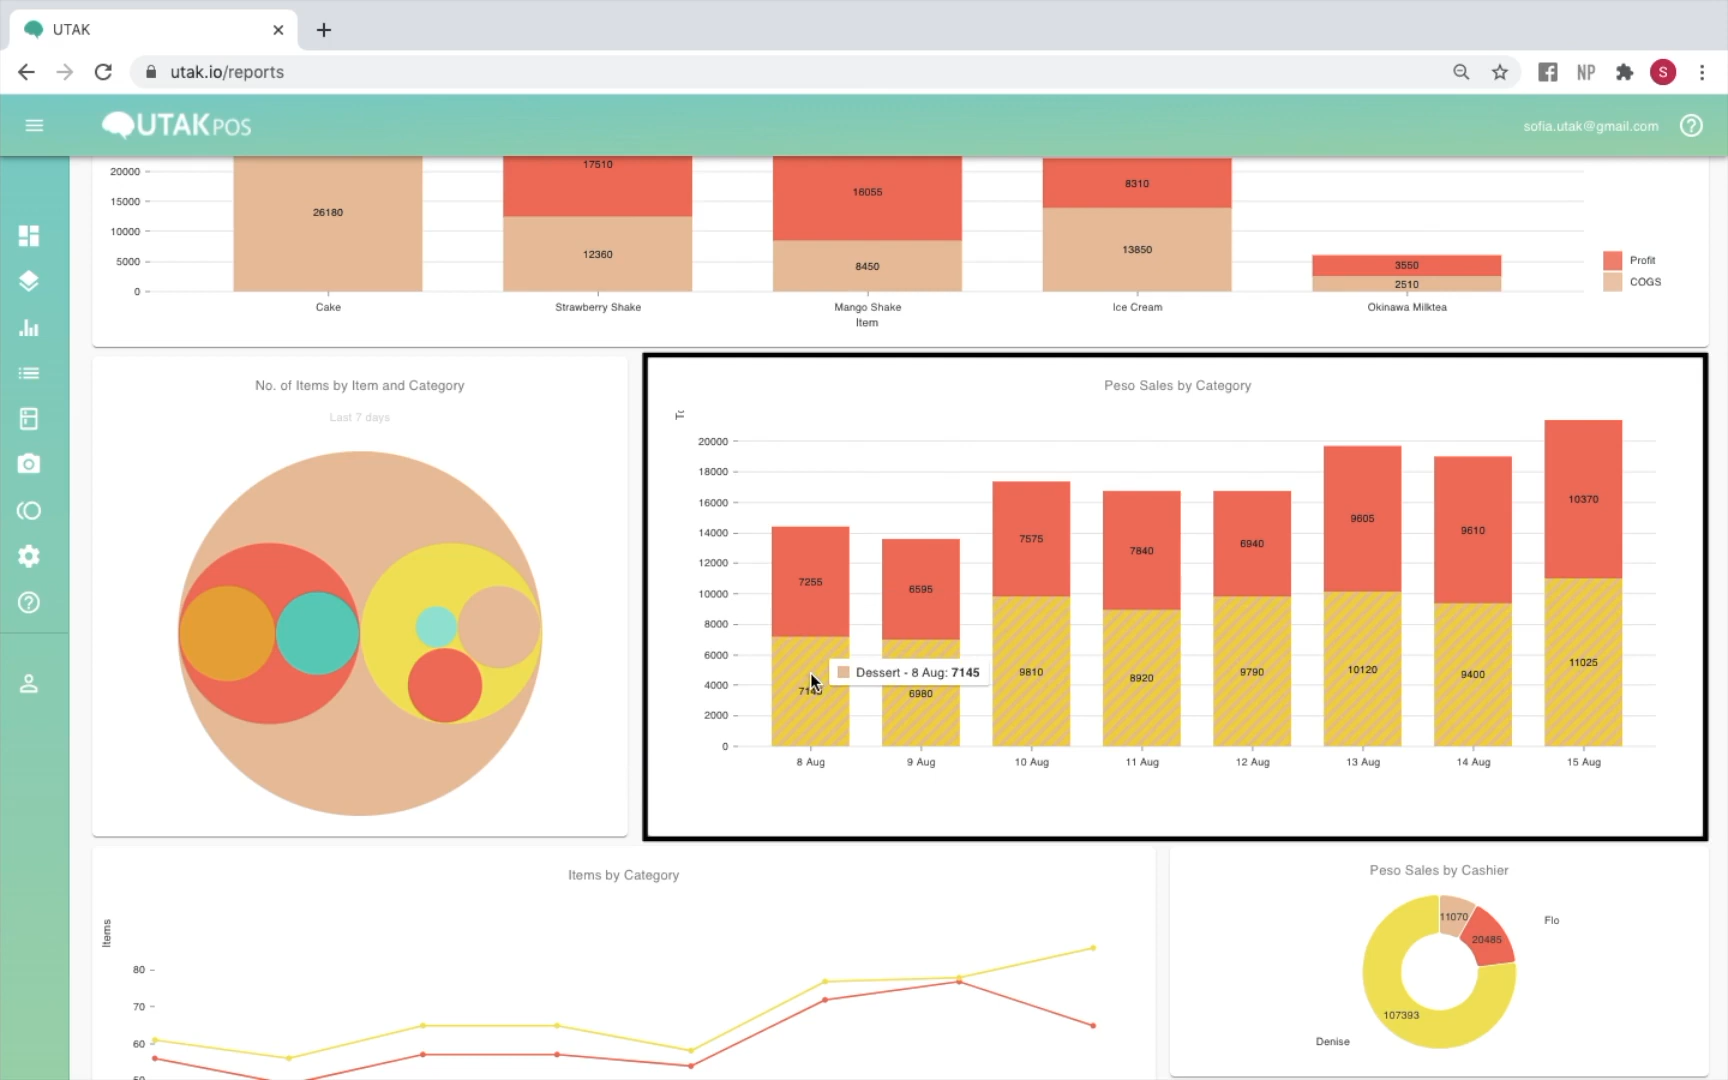 UTAK
utak.io/reports
NP
S
UTAK POS
sofia.utak@gmail.com
20000
15000
10000
5000
0
26180
17510
12360
16055
8450
8310
13850
3550
2510
Cake
Strawberry Shake
Mango Shake
Ice Cream
Okinawa Milktea
Item
Profit
COGS
No. of Items by Item and Category
Last 7 days
Peso Sales by Category
20000
18000
16000
14000
12000
10000
8000
6000
4000
2000
0
7255
6595
7575
7840
6940
9605
9610
10370
Dessert - 8 Aug: 7145
6980
9810
8920
9790
10120
9400
11025
8 Aug
9 Aug
10 Aug
11 Aug
12 Aug
13 Aug
14 Aug
15 Aug
Items by Category
Items
80
70
60
Peso Sales by Cashier
11070
20485
107393
Flo
Denise